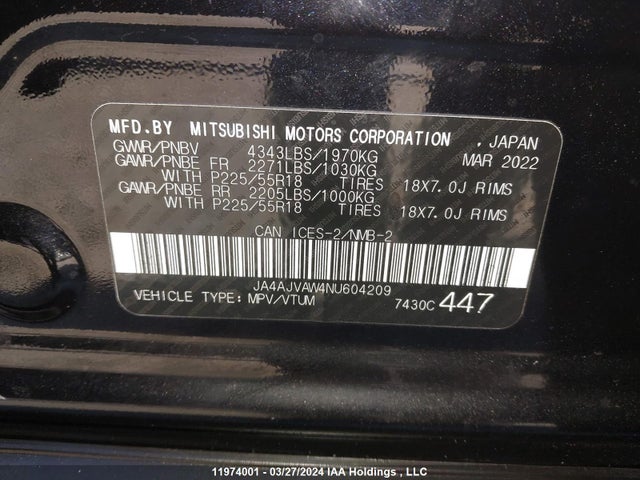 MFD.BY MITSUBISHI MOTORS CORPORATION , JAPAN
GVWR/PNBV 4343LBS/1970KG MAR 2022
GAWR/PNBE FR 2271LBS/1030KG
WITH P225/55R18 TIRES 18X7.0J RIMS
GAWR/PNBE RR 2205LBS/1000KG
WITH P225/55R18 TIRES 18X7.0J RIMS
CAN ICES-2/NMB-2
JA4AJVAW4NU604209
VEHICLE TYPE:MPV/VTUM 7430C 447
11974001 - 03/27/2024 IAA Holdings , LLC